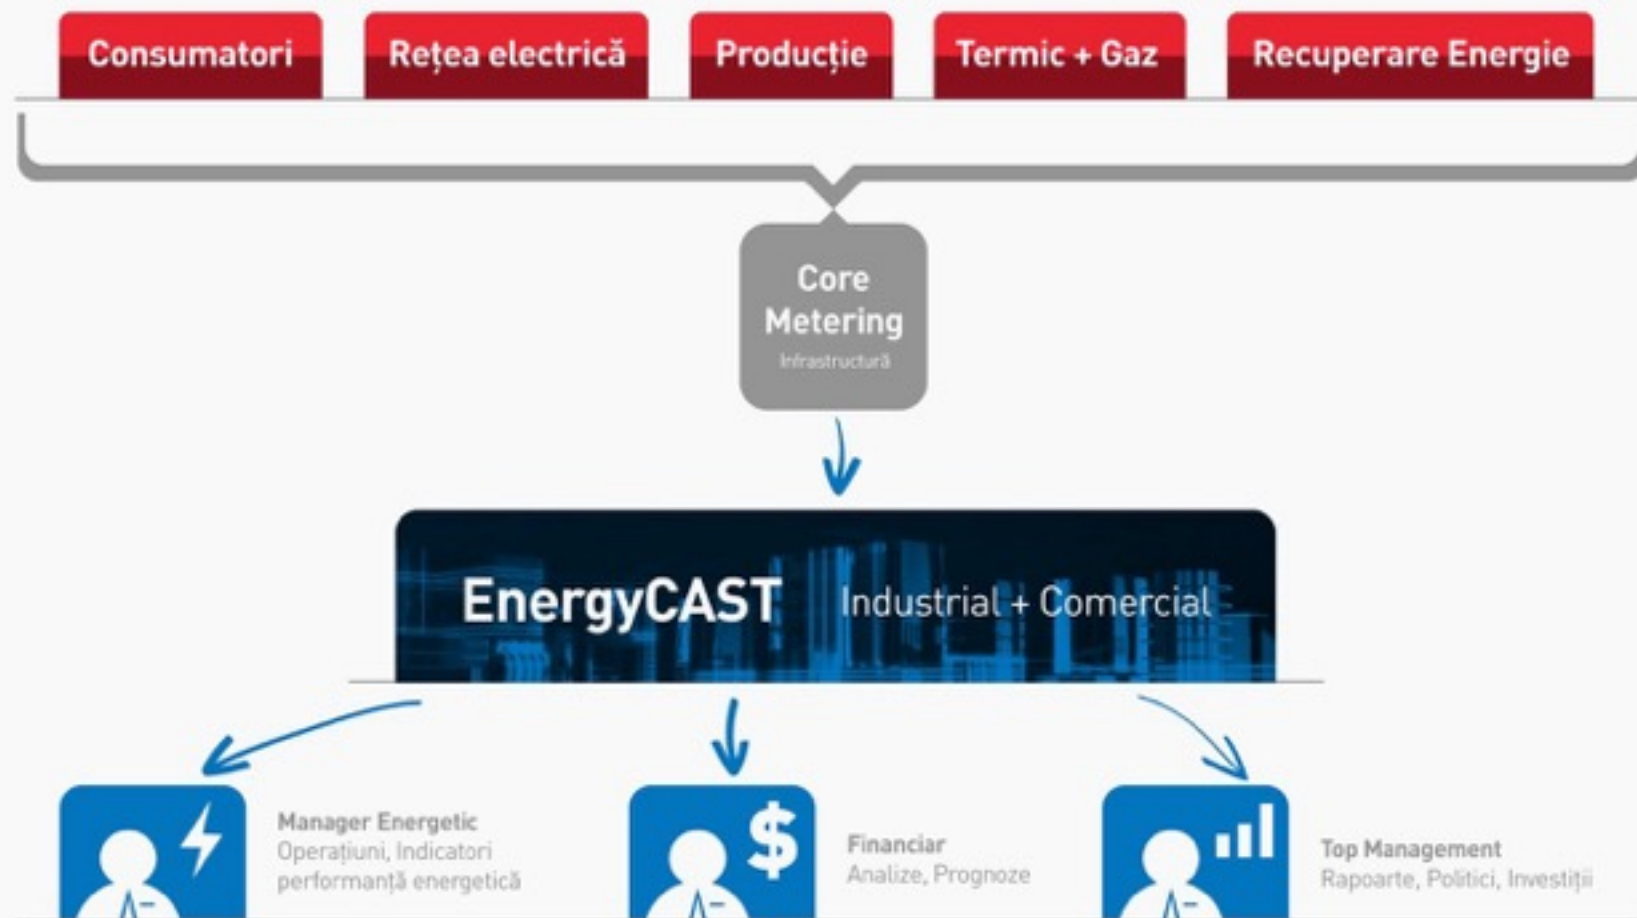 Consumatori
Rețea electrică
Producție
Termic + Gaz
Recuperare Energie
Core
Metering
Infrastructură
EnergyCAST
Industrial + Comercial
Manager Energetic
Operațiuni, Indicatori
performanță energetică
$
Financiar
Analize, Prognoze
Top Management
Rapoarte, Politici, Investiții